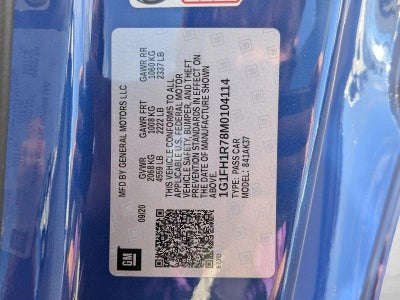 MFD BY GENERAL MOTORS LLC
09/20
GVWR GAWR FRT GAWR RR
2068 KG 1008 KG 1060 KG
4559 LB 2222 LB 2337 LB
THIS VEHICLE CONFORMS TO ALL
APPLICABLE U.S. FEDERAL MOTOR
VEHICLE SAFETY, BUMPER, AND THEFT
PREVENTION STANDARDS IN EFFECT ON
THE DATE OF MANUFACTURE SHOWN
ABOVE.
1G1FH1R78M0104114
TYPE: PASS CAR
MODEL: 841AK37
GM